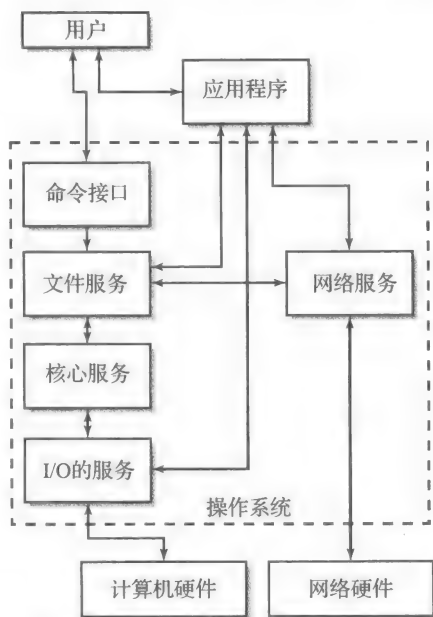 用户
应用程序
命令接口
文件服务
网络服务
核心服务
I/O的服务
操作系统
计算机硬件
网络硬件